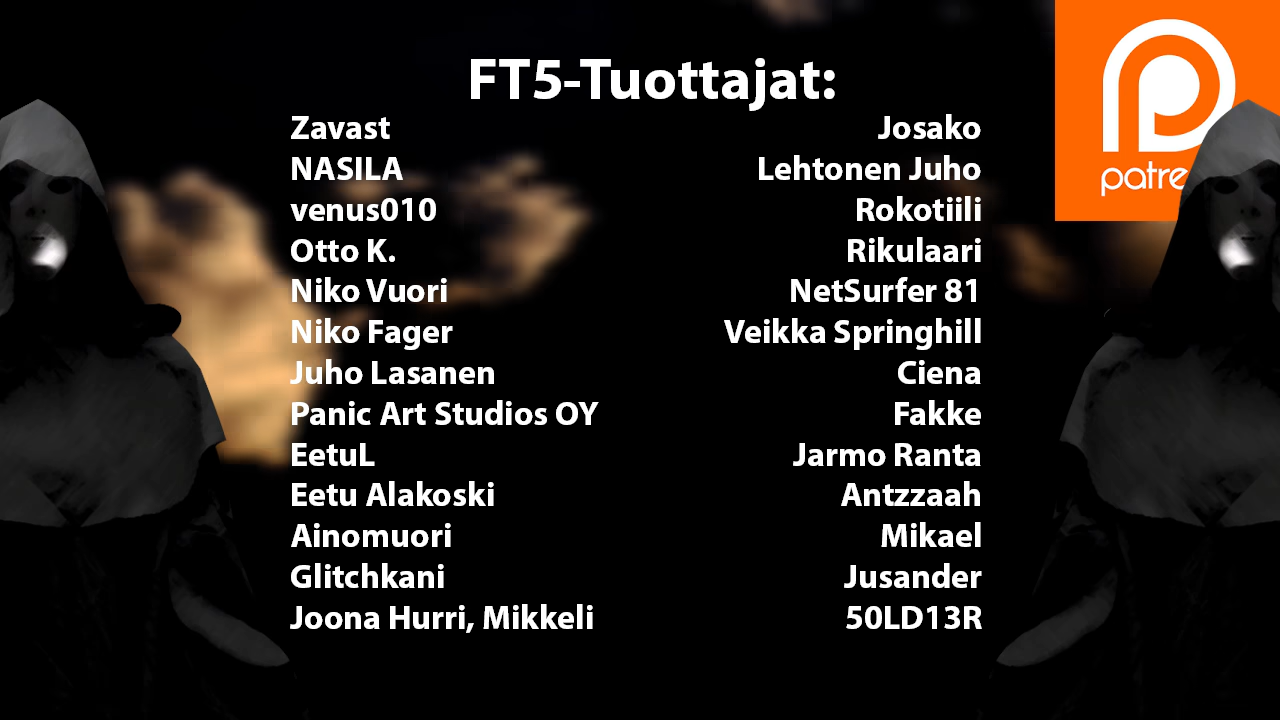 FT5-Tuottajat:
Zavast
NASILA
venus010
Otto K.
Niko Vuori
Niko Fager
Juho Lasanen
Panic Art Studios OY
EetuL
Eetu Alakoski
Ainomuori
Glitchkani
Joona Hurri, Mikkeli
Josako
Lehtonen Juho
Rokotiili
Rikulaari
NetSurfer 81
Veikka Springhill
Ciena
Fakke
Jarmo Ranta
Antzzaah
Mikael
Jusander
50LD13R
patre